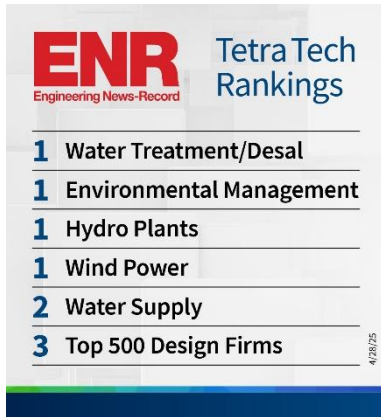 ENR
Engineering News-Record
Tetra Tech
Rankings
1 Water Treatment/Desal
1 Environmental Management
1 Hydro Plants
1 Wind Power
2 Water Supply
3 Top 500 Design Firms
4/28/25